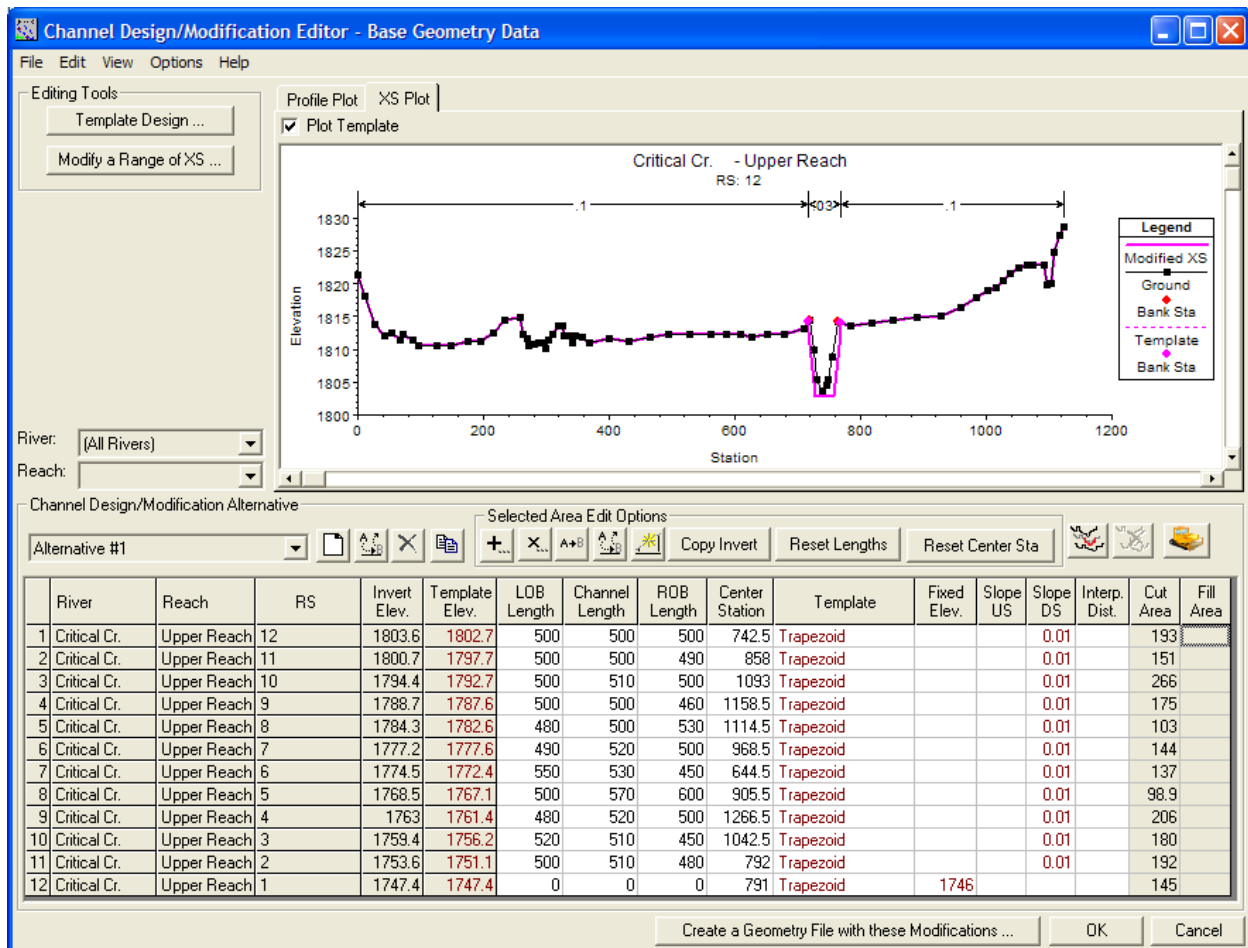 Channel Design/Modification Editor - Base Geometry Data
File Edit View Options Help
Editing Tools
Template Design ...
Modify a Range of XS ...
Profile Plot XS Plot
Plot Template
Critical Cr. - Upper Reach
RS: 12
.1 .03 .1
1830
1825
1820
1815
1810
1805
1800
Elevation
0 200 400 600 800 1000 1200
Station
Legend
Modified XS
Ground
Bank Sta
Template
Bank Sta
River: (All Rivers)
Reach:
Channel Design/Modification Alternative
Alternative #1
Selected Area Edit Options
Copy Invert Reset Lengths Reset Center Sta
River Reach RS Invert Elev. Template Elev. LOB Length Channel Length ROB Length Center Station Template Fixed Elev. Slope US Slope DS Interp. Dist. Cut Area Fill Area
1 Critical Cr. Upper Reach 12 1803.6 1802.7 500 500 500 742.5 Trapezoid 0.01 193
2 Critical Cr. Upper Reach 11 1800.7 1797.7 500 500 490 858 Trapezoid 0.01 151
3 Critical Cr. Upper Reach 10 1794.4 1792.7 500 510 500 1093 Trapezoid 0.01 266
4 Critical Cr. Upper Reach 9 1788.7 1787.6 500 500 460 1158.5 Trapezoid 0.01 175
5 Critical Cr. Upper Reach 8 1784.3 1782.6 480 500 530 1114.5 Trapezoid 0.01 103
6 Critical Cr. Upper Reach 7 1777.2 1777.6 490 520 500 968.5 Trapezoid 0.01 144
7 Critical Cr. Upper Reach 6 1774.5 1772.4 550 530 450 644.5 Trapezoid 0.01 137
8 Critical Cr. Upper Reach 5 1768.5 1767.1 500 570 600 905.5 Trapezoid 0.01 98.9
9 Critical Cr. Upper Reach 4 1763 1761.4 480 520 500 1266.5 Trapezoid 0.01 206
10 Critical Cr. Upper Reach 3 1759.4 1756.2 520 510 450 1042.5 Trapezoid 0.01 180
11 Critical Cr. Upper Reach 2 1753.6 1751.1 500 510 480 792 Trapezoid 0.01 192
12 Critical Cr. Upper Reach 1 1747.4 1747.4 0 0 0 791 Trapezoid 1746 145
Create a Geometry File with these Modifications ... OK Cancel